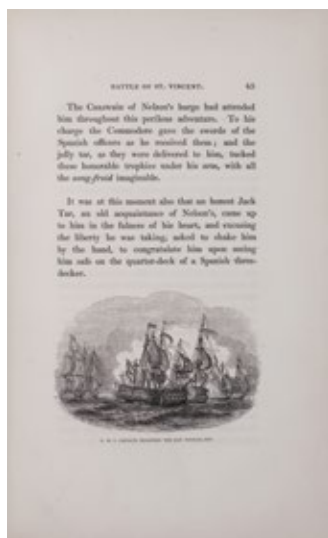 BATTLE OF ST. VINCENT. 63
The Coxswain of Nelson's barge had attended
him throughout this perilous adventure. To his
charge the Commodore gave the swords of the
Spanish officers as he received them; and the
jolly tar, as they were delivered to him, tucked
these honorable trophies under his arm, with all
the sang-froid imaginable.
It was at this moment also that an honest Jack
Tar, an old acquaintance of Nelson's, came up
to him in the fulness of his heart, and excusing
the liberty he was taking, asked to shake him
by the hand, to congratulate him upon seeing
him safe on the quarter-deck of a Spanish three-
decker.